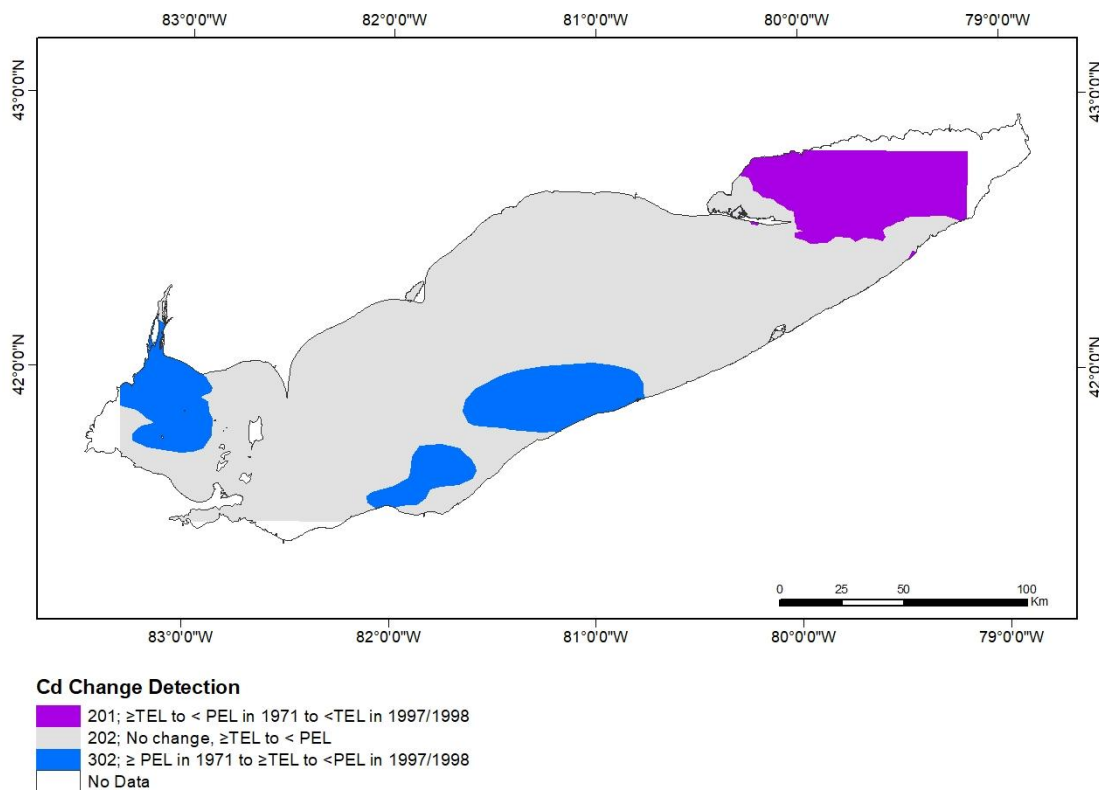 83°0'0"W 82°0'0"W 81°0'0"W 80°0'0"W 79°0'0"W
43°0'0"N 43°0'0"N
42°0'0"N 42°0'0"N
0 25 50 100
Km
83°0'0"W 82°0'0"W 81°0'0"W 80°0'0"W 79°0'0"W
Cd Change Detection
201; ≥TEL to < PEL in 1971 to <TEL in 1997/1998
202; No change, ≥TEL to < PEL
302; ≥ PEL in 1971 to ≥TEL to <PEL in 1997/1998
No Data